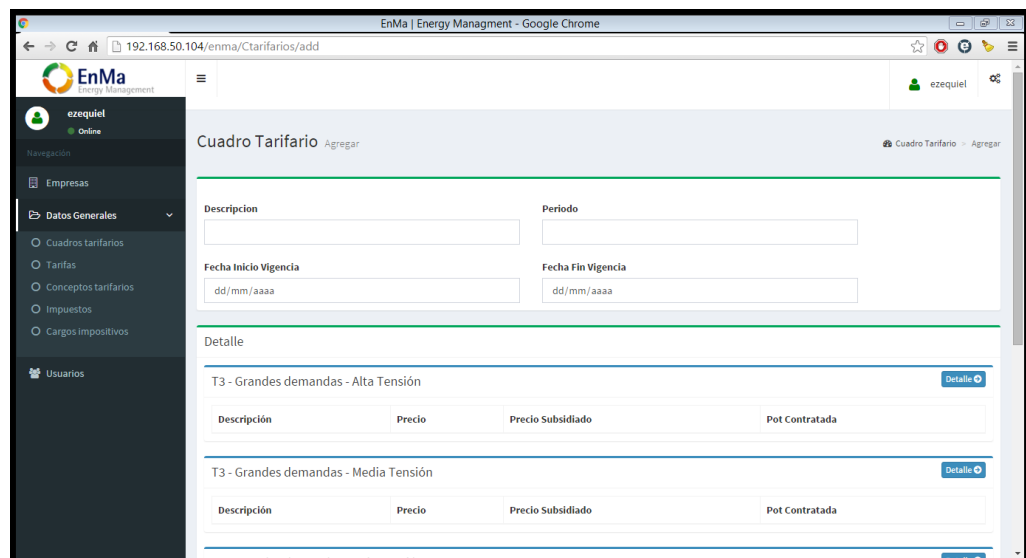 EnMa | Energy Managment - Google Chrome
192.168.50.104/enma/Ctarifarios/add
EnMa
Energy Management
ezequiel
ezequiel
Online
Navegación
Empresas
Datos Generales
Cuadros tarifarios
Tarifas
Conceptos tarifarios
Impuestos
Cargos impositivos
Usuarios
Cuadro Tarifario Agregar
Cuadro Tarifario > Agregar
Descripcion
Periodo
Fecha Inicio Vigencia
Fecha Fin Vigencia
dd/mm/aaaa
dd/mm/aaaa
Detalle
T3 - Grandes demandas - Alta Tensión
Detalle
Descripción Precio Precio Subsidiado Pot Contratada
T3 - Grandes demandas - Media Tensión
Detalle
Descripción Precio Precio Subsidiado Pot Contratada